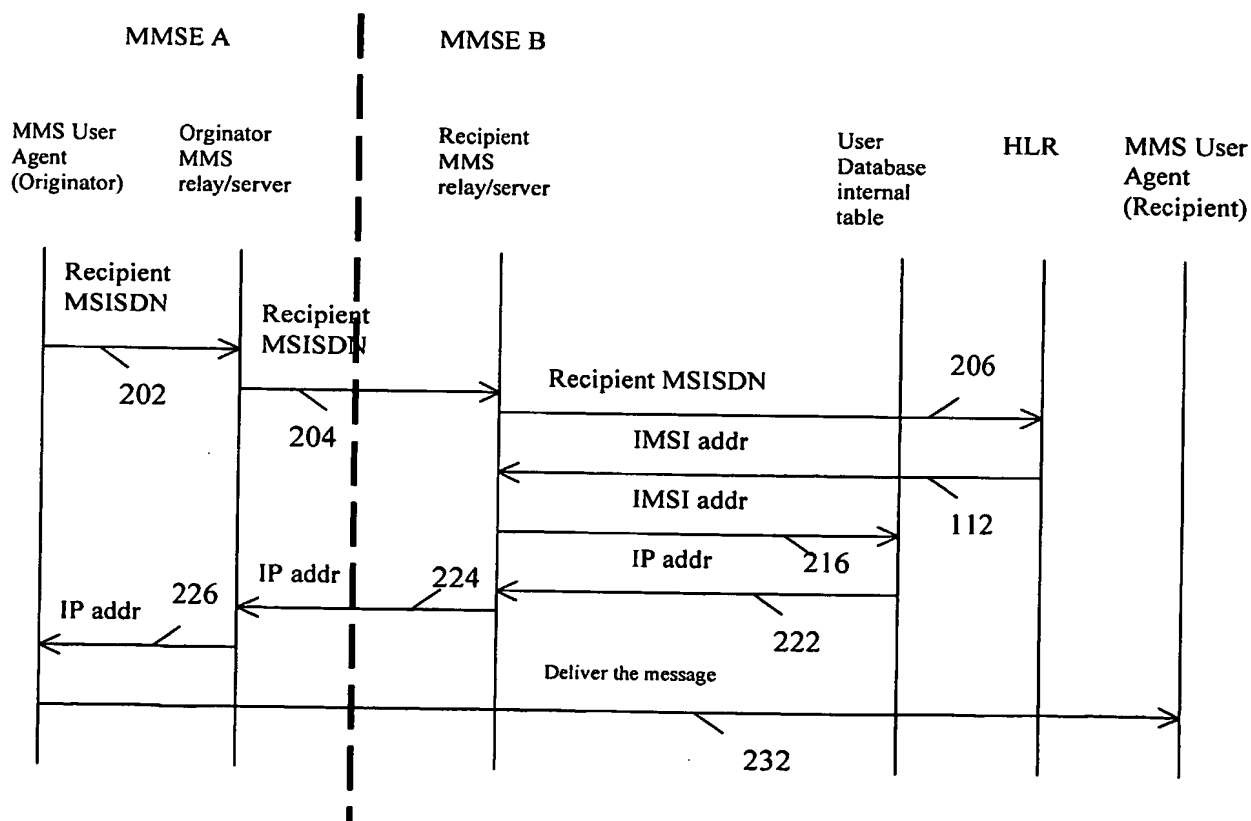 MMSE A
MMSE B
MMS User
Agent
(Originator)
Orginator
MMS
relay/server
Recipient
MMS
relay/server
User
Database
internal
table
HLR
MMS User
Agent
(Recipient)
Recipient
MSISDN
202
Recipient
MSISDN
204
Recipient MSISDN
206
IMSI addr
112
IMSI addr
216
IP addr
222
IP addr
224
IP addr
226
Deliver the message
232